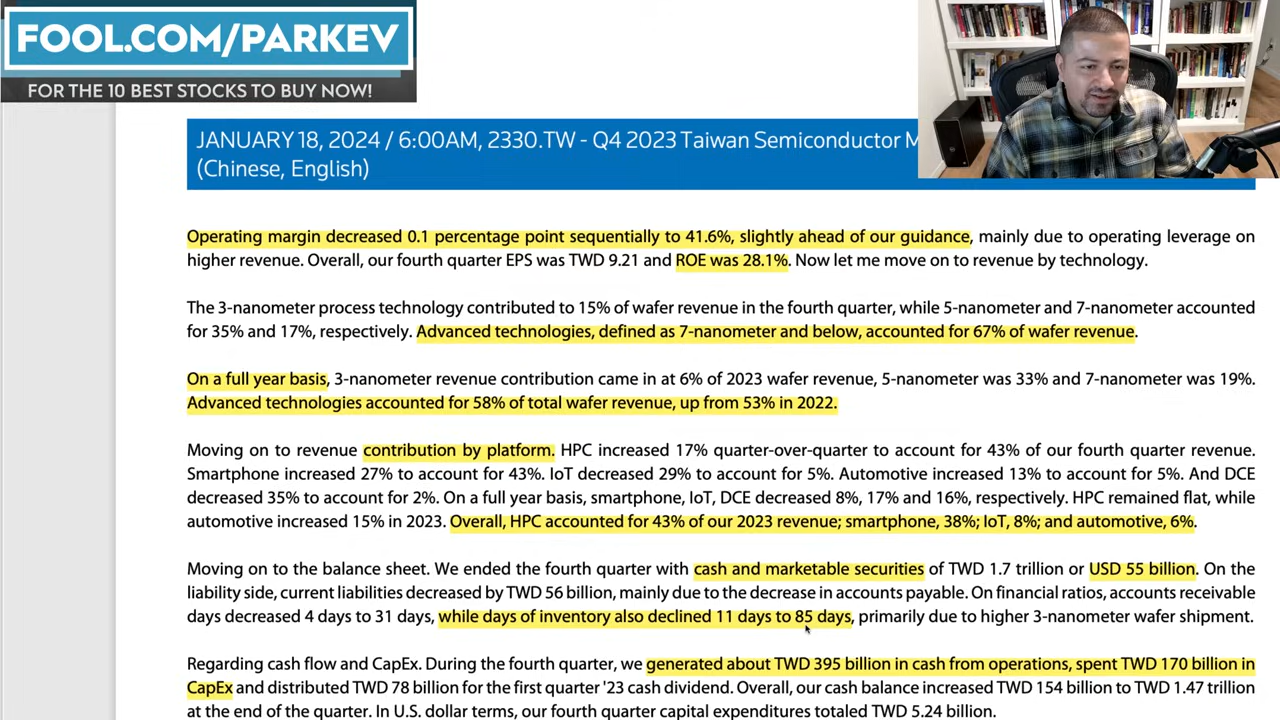 FOOL.COM/PARKEV
FOR THE 10 BEST STOCKS TO BUY NOW!
JANUARY 18, 2024 / 6:00AM, 2330.TW - Q4 2023 Taiwan Semiconductor M
(Chinese, English)
Operating margin decreased 0.1 percentage point sequentially to 41.6%, slightly ahead of our guidance, mainly due to operating leverage on
higher revenue. Overall, our fourth quarter EPS was TWD 9.21 and ROE was 28.1%. Now let me move on to revenue by technology.
The 3-nanometer process technology contributed to 15% of wafer revenue in the fourth quarter, while 5-nanometer and 7-nanometer accounted
for 35% and 17%, respectively. Advanced technologies, defined as 7-nanometer and below, accounted for 67% of wafer revenue.
On a full year basis, 3-nanometer revenue contribution came in at 6% of 2023 wafer revenue, 5-nanometer was 33% and 7-nanometer was 19%.
Advanced technologies accounted for 58% of total wafer revenue, up from 53% in 2022.
Moving on to revenue contribution by platform. HPC increased 17% quarter-over-quarter to account for 43% of our fourth quarter revenue.
Smartphone increased 27% to account for 43%. IoT decreased 29% to account for 5%. Automotive increased 13% to account for 5%. And DCE
decreased 35% to account for 2%. On a full year basis, smartphone, IoT, DCE decreased 8%, 17% and 16%, respectively. HPC remained flat, while
automotive increased 15% in 2023. Overall, HPC accounted for 43% of our 2023 revenue; smartphone, 38%; IoT, 8%; and automotive, 6%.
Moving on to the balance sheet. We ended the fourth quarter with cash and marketable securities of TWD 1.7 trillion or USD 55 billion. On the
liability side, current liabilities decreased by TWD 56 billion, mainly due to the decrease in accounts payable. On financial ratios, accounts receivable
days decreased 4 days to 31 days, while days of inventory also declined 11 days to 85 days, primarily due to higher 3-nanometer wafer shipment.
Regarding cash flow and CapEx. During the fourth quarter, we generated about TWD 395 billion in cash from operations, spent TWD 170 billion in
CapEx and distributed TWD 78 billion for the first quarter '23 cash dividend. Overall, our cash balance increased TWD 154 billion to TWD 1.47 trillion
at the end of the quarter. In U.S. dollar terms, our fourth quarter capital expenditures totaled TWD 5.24 billion.